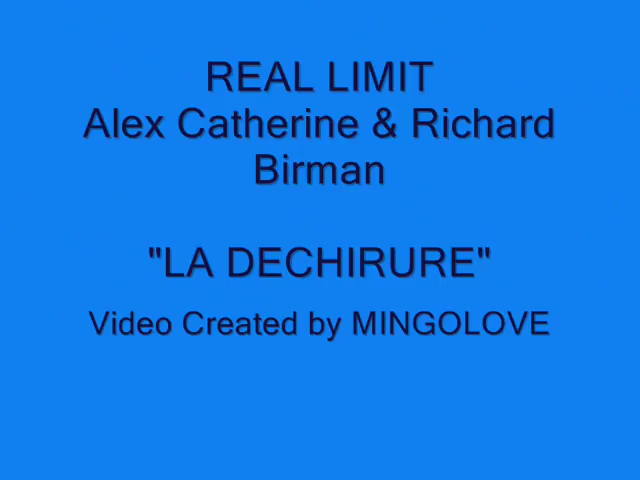 REAL LIMIT
Alex Catherine & Richard
Birman
"LA DECHIRURE"
Video Created by MINGOLOVE